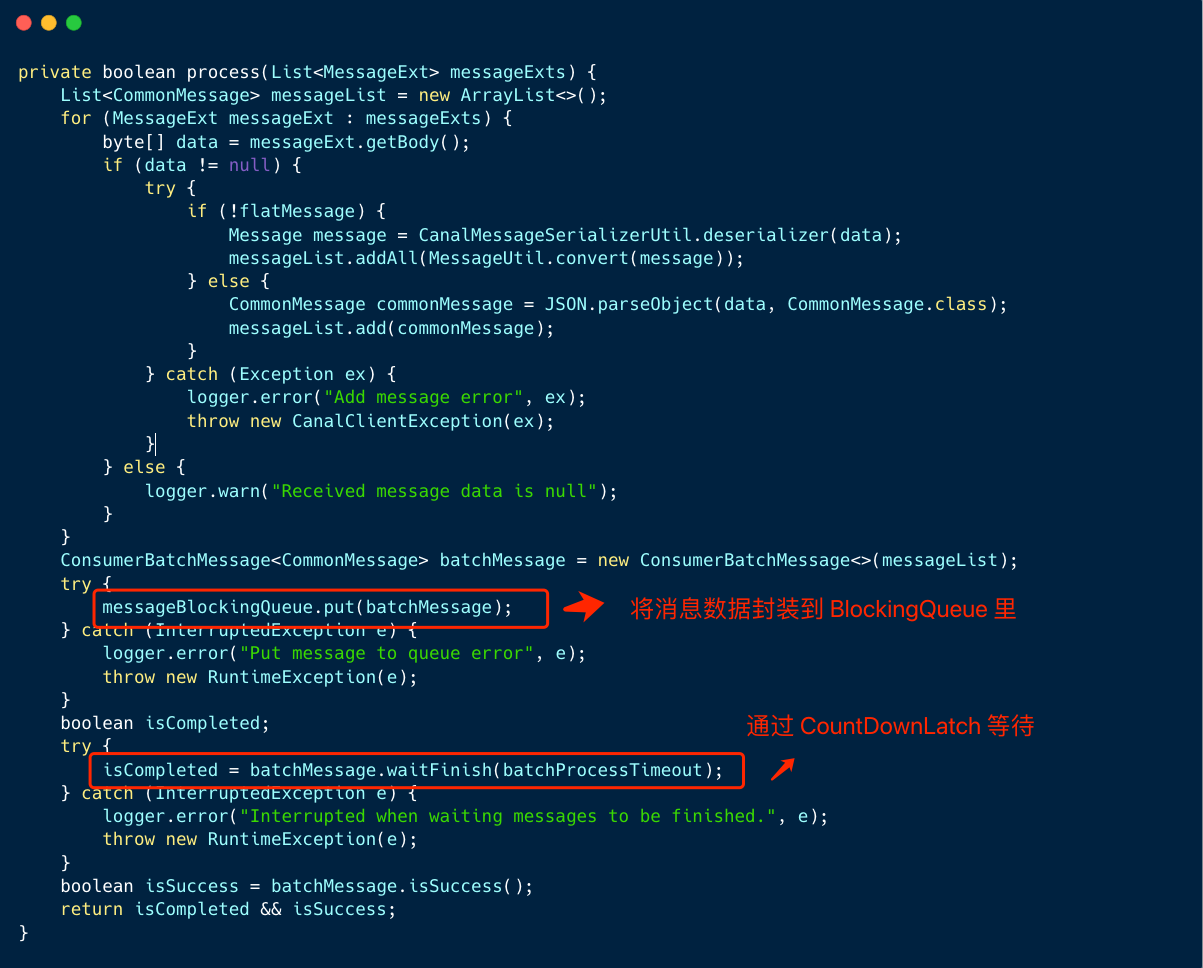 private boolean process(List<MessageExt> messageExts) {
    List<CommonMessage> messageList = new ArrayList<>();
    for (MessageExt messageExt : messageExts) {
        byte[] data = messageExt.getBody();
        if (data != null) {
            try {
                if (!flatMessage) {
                    Message message = CanalMessageSerializerUtil.deserializer(data);
                    messageList.addAll(MessageUtil.convert(message));
                } else {
                    CommonMessage commonMessage = JSON.parseObject(data, CommonMessage.class);
                    messageList.add(commonMessage);
                }
            } catch (Exception ex) {
                logger.error("Add message error", ex);
                throw new CanalClientException(ex);
            }
        } else {
            logger.warn("Received message data is null");
        }
    }
    ConsumerBatchMessage<CommonMessage> batchMessage = new ConsumerBatchMessage<>(messageList);
    try {
        messageBlockingQueue.put(batchMessage);
将消息数据封装到 BlockingQueue 里
    } catch (InterruptedException e) {
        logger.error("Put message to queue error", e);
        throw new RuntimeException(e);
    }
    boolean isCompleted;
通过 CountDownLatch 等待
    try {
        isCompleted = batchMessage.waitFinish(batchProcessTimeout);
    } catch (InterruptedException e) {
        logger.error("Interrupted when waiting messages to be finished.", e);
        throw new RuntimeException(e);
    }
    boolean isSuccess = batchMessage.isSuccess();
    return isCompleted && isSuccess;
}